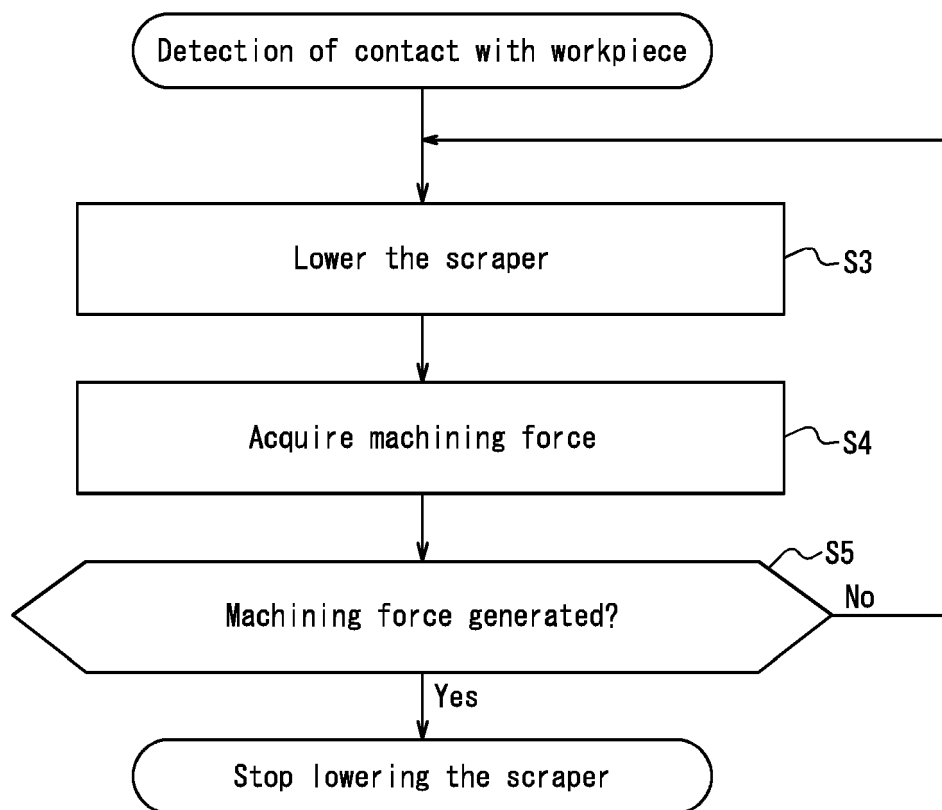 Detection of contact with workpiece
Lower the scraper
S3
Acquire machining force
S4
S5
Machining force generated?
No
Yes
Stop lowering the scraper